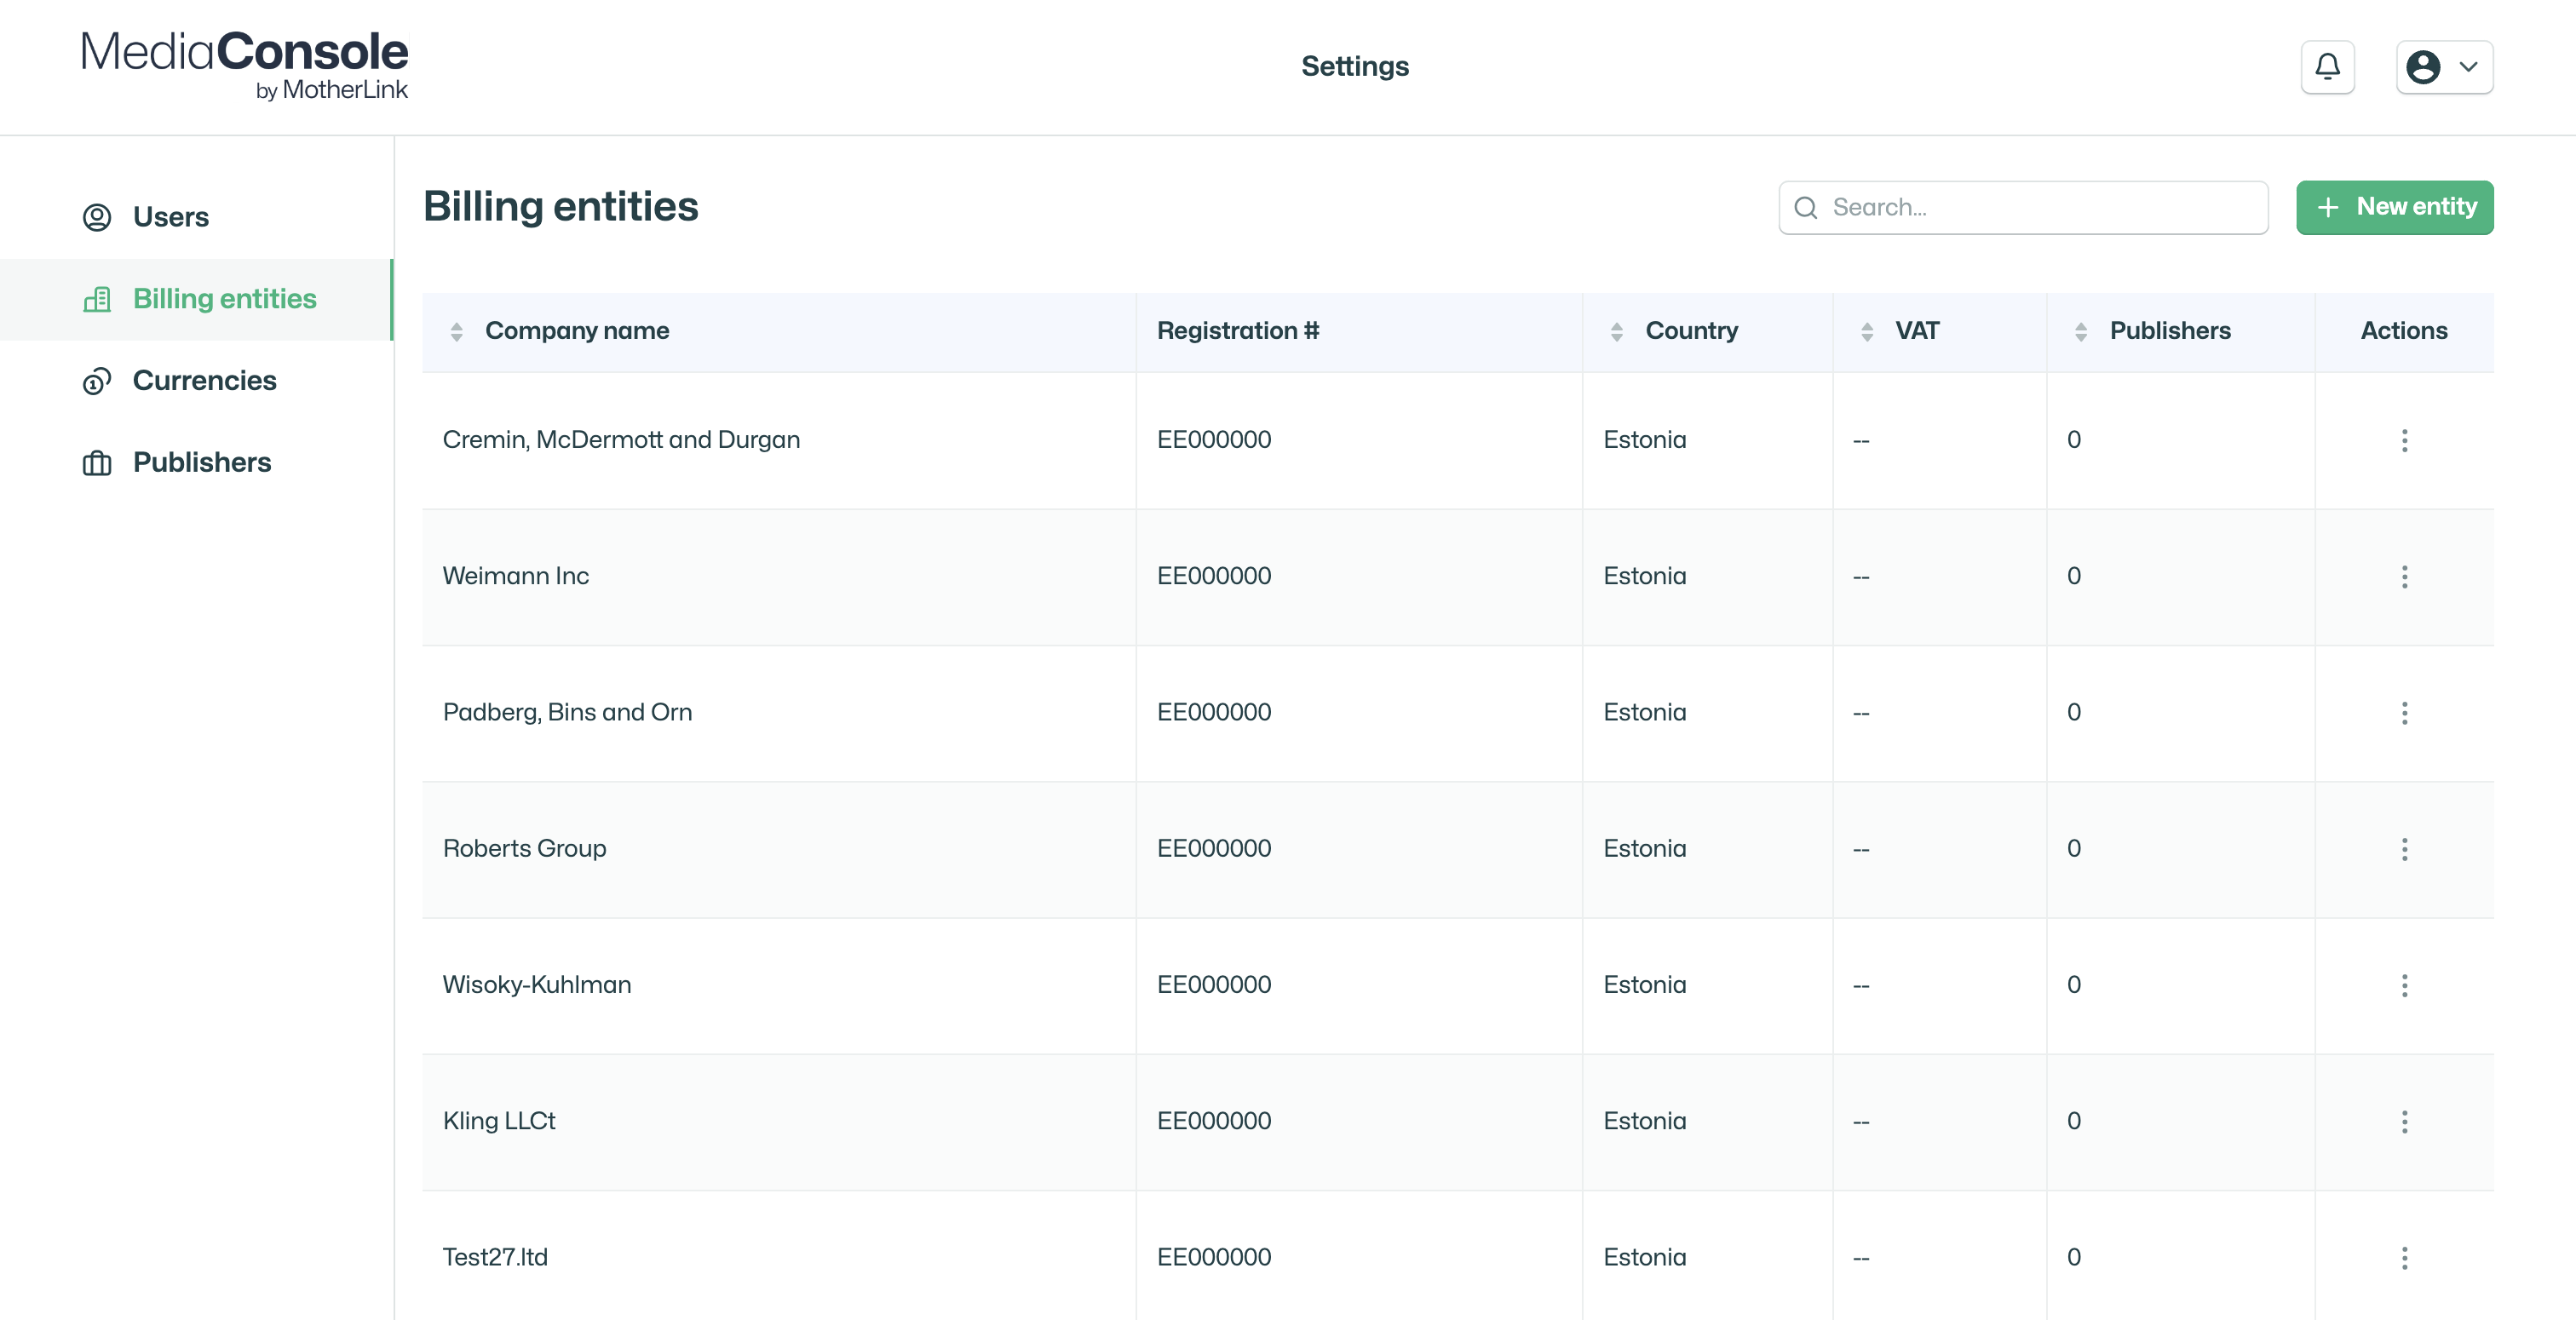 MediaConsole
by MotherLink
Settings
Users
Billing entities
Currencies
Publishers
Billing entities
Search...
New entity
Company name Registration # Country VAT Publishers Actions
Cremin, McDermott and Durgan EE000000 Estonia -- 0
Weimann Inc EE000000 Estonia -- 0
Padberg, Bins and Orn EE000000 Estonia -- 0
Roberts Group EE000000 Estonia -- 0
Wisoky-Kuhlman EE000000 Estonia -- 0
Kling LLCt EE000000 Estonia -- 0
Test27.ltd EE000000 Estonia -- 0